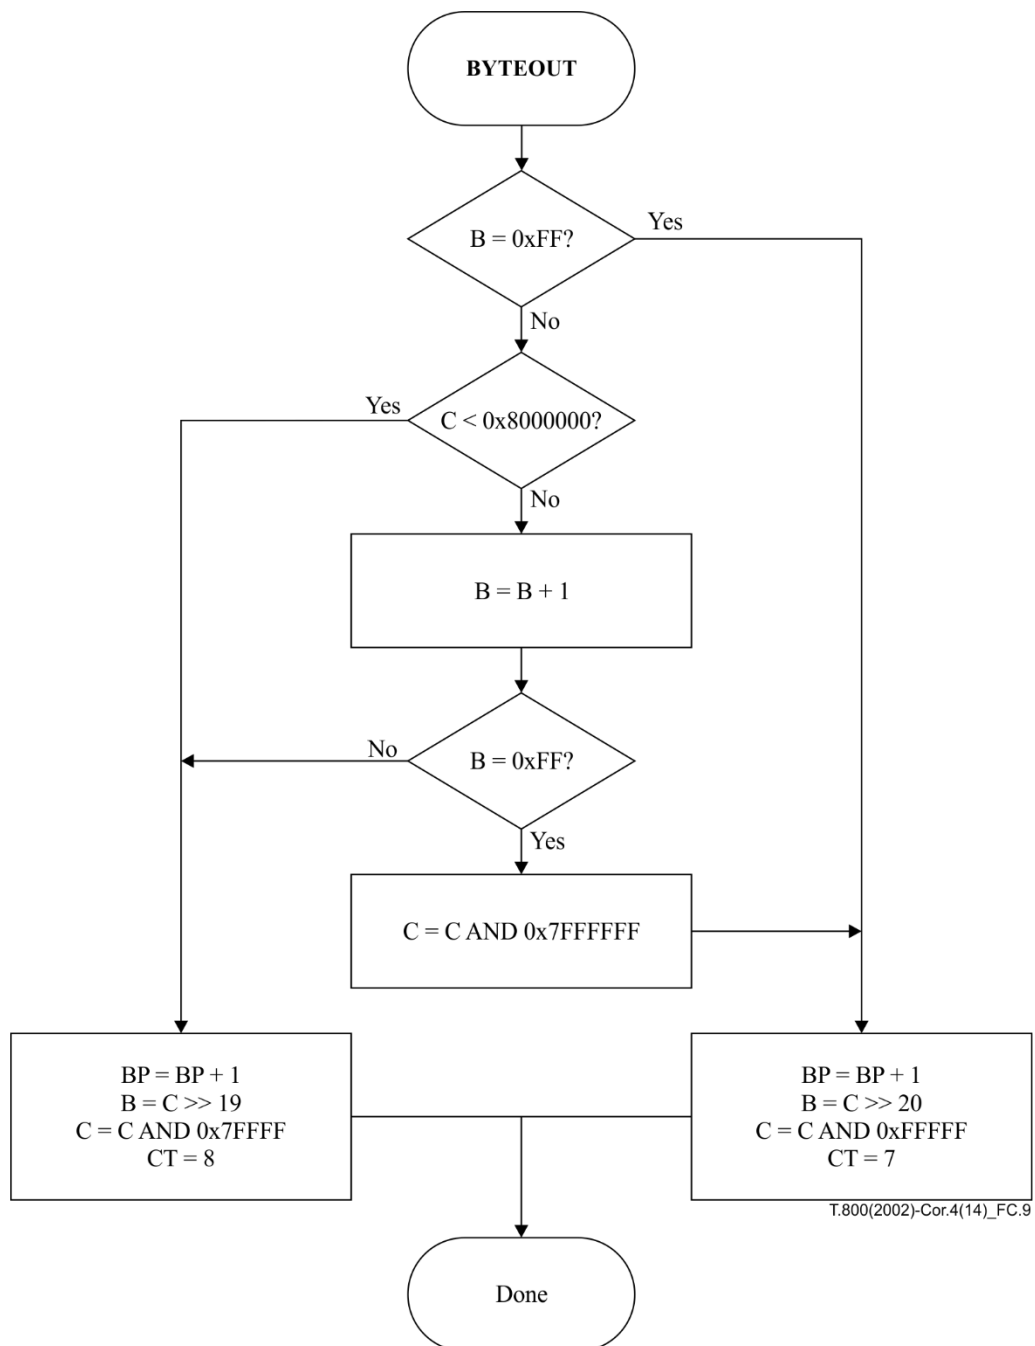 BYTEOUT
B = 0xFF?
Yes
No
C < 0x8000000?
Yes
No
B = B + 1
B = 0xFF?
No
Yes
C = C AND 0x7FFFFFF
BP = BP + 1
B = C >> 19
C = C AND 0x7FFFF
CT = 8
BP = BP + 1
B = C >> 20
C = C AND 0xFFFFF
CT = 7
T.800(2002)-Cor.4(14)_FC.9
Done